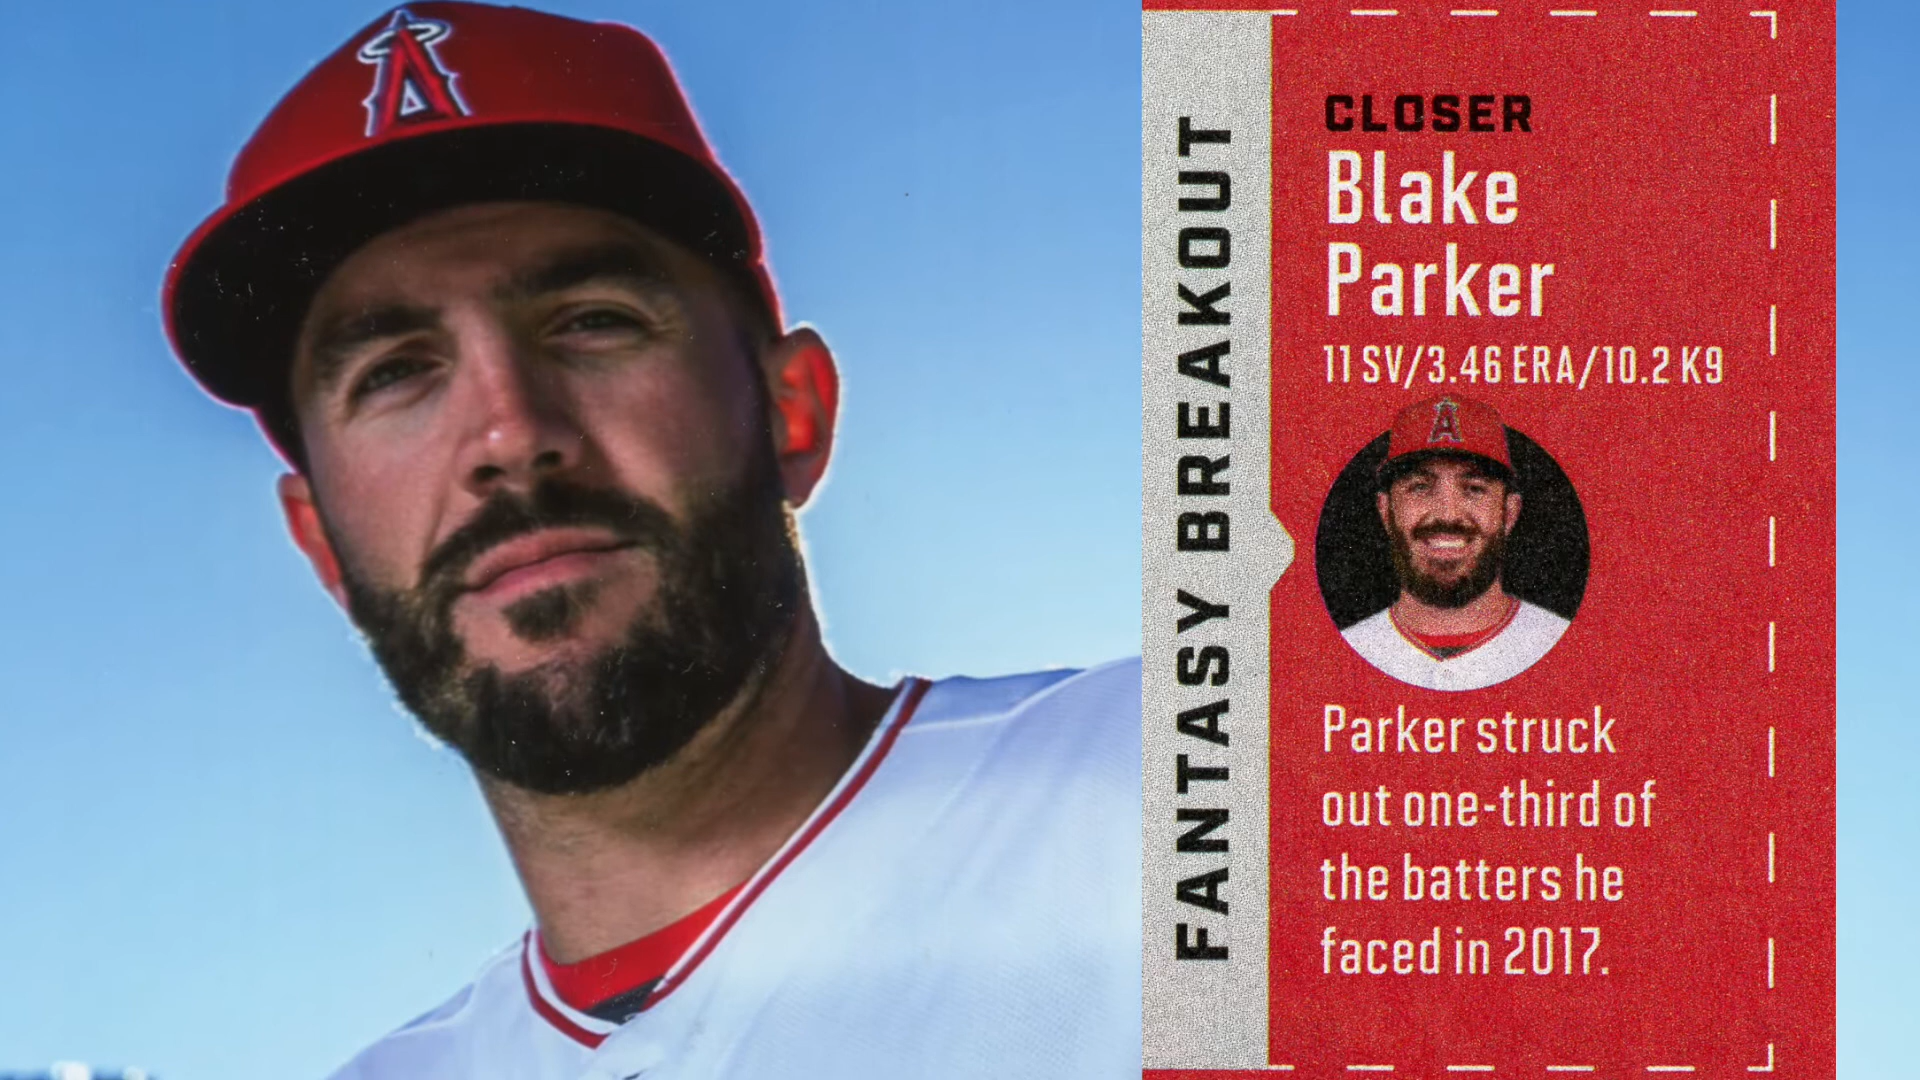 FANTASY BREAKOUT
CLOSER
Blake
Parker
11 SV/3.46 ERA/10.2 K9
Parker struck
out one-third of
the batters he
faced in 2017.